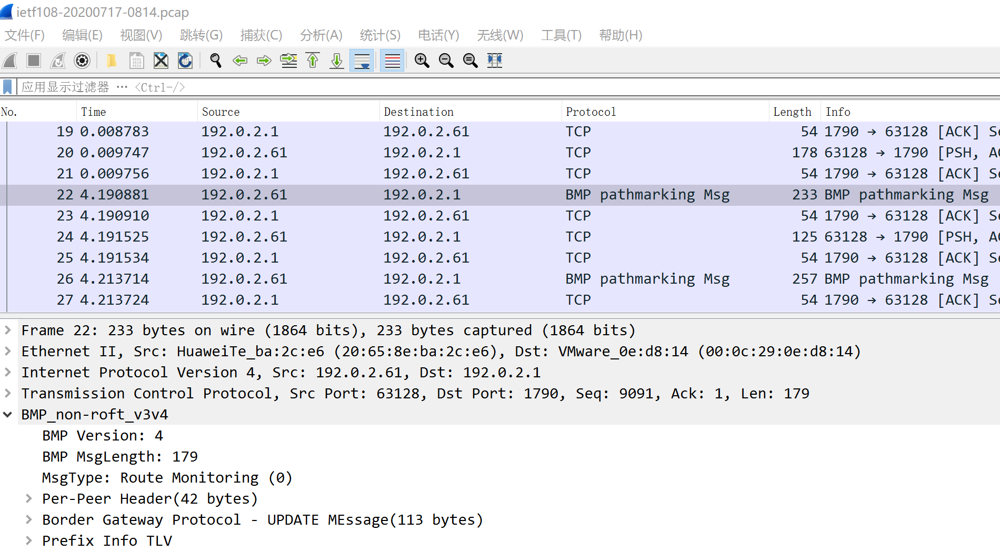 ietf108-20200717-0814.pcap
文件(F) 编辑(E) 视图(V) 跳转(G) 捕获(C) 分析(A) 统计(S) 电话(Y) 无线(W) 工具(T) 帮助(H)
应用显示过滤器 … <Ctrl-/>
No. Time Source Destination Protocol Length Info
19 0.008783 192.0.2.1 192.0.2.61 TCP 54 1790 → 63128 [ACK] Se
20 0.009747 192.0.2.61 192.0.2.1 TCP 178 63128 → 1790 [PSH, AC
21 0.009756 192.0.2.1 192.0.2.61 TCP 54 1790 → 63128 [ACK] Se
22 4.190881 192.0.2.61 192.0.2.1 BMP pathmarking Msg 233 BMP pathmarking Msg
23 4.190910 192.0.2.1 192.0.2.61 TCP 54 1790 → 63128 [ACK] Se
24 4.191525 192.0.2.61 192.0.2.1 TCP 125 63128 → 1790 [PSH, AC
25 4.191534 192.0.2.1 192.0.2.61 TCP 54 1790 → 63128 [ACK] Se
26 4.213714 192.0.2.61 192.0.2.1 BMP pathmarking Msg 257 BMP pathmarking Msg
27 4.213724 192.0.2.1 192.0.2.61 TCP 54 1790 → 63128 [ACK] Se
Frame 22: 233 bytes on wire (1864 bits), 233 bytes captured (1864 bits)
Ethernet II, Src: HuaweiTe_ba:2c:e6 (20:65:8e:ba:2c:e6), Dst: VMware_0e:d8:14 (00:0c:29:0e:d8:14)
Internet Protocol Version 4, Src: 192.0.2.61, Dst: 192.0.2.1
Transmission Control Protocol, Src Port: 63128, Dst Port: 1790, Seq: 9091, Ack: 1, Len: 179
BMP_non-roft_v3v4
BMP Version: 4
BMP MsgLength: 179
MsgType: Route Monitoring (0)
Per-Peer Header(42 bytes)
Border Gateway Protocol - UPDATE MEssage(113 bytes)
Prefix Info TLV